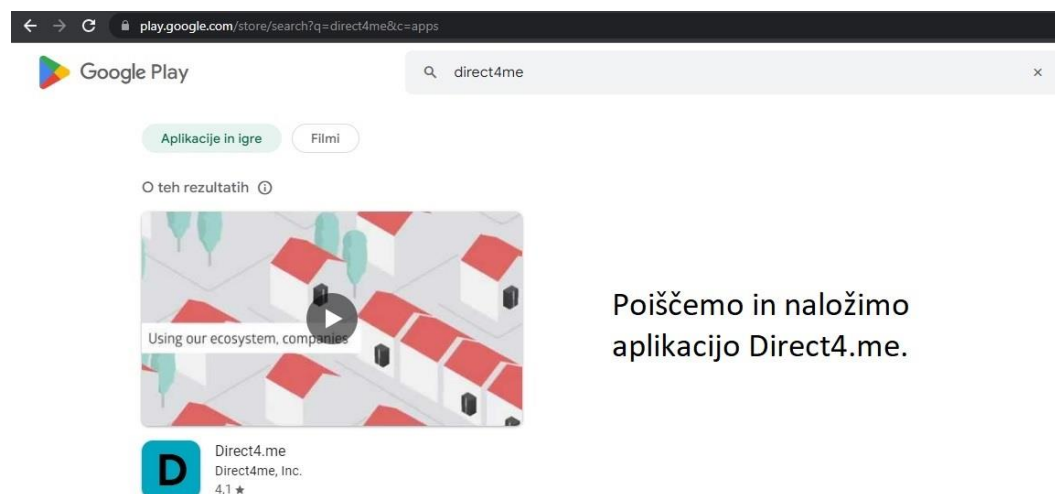 play.google.com/store/search?q=direct4me&c=apps
Google Play
direct4me
Aplikacije in igre
Filmi
O teh rezultatih
Using our ecosystem, companies
Poiščemo in naložimo
aplikacijo Direct4.me.
D
Direct4.me
Direct4me, Inc.
4,1 ★